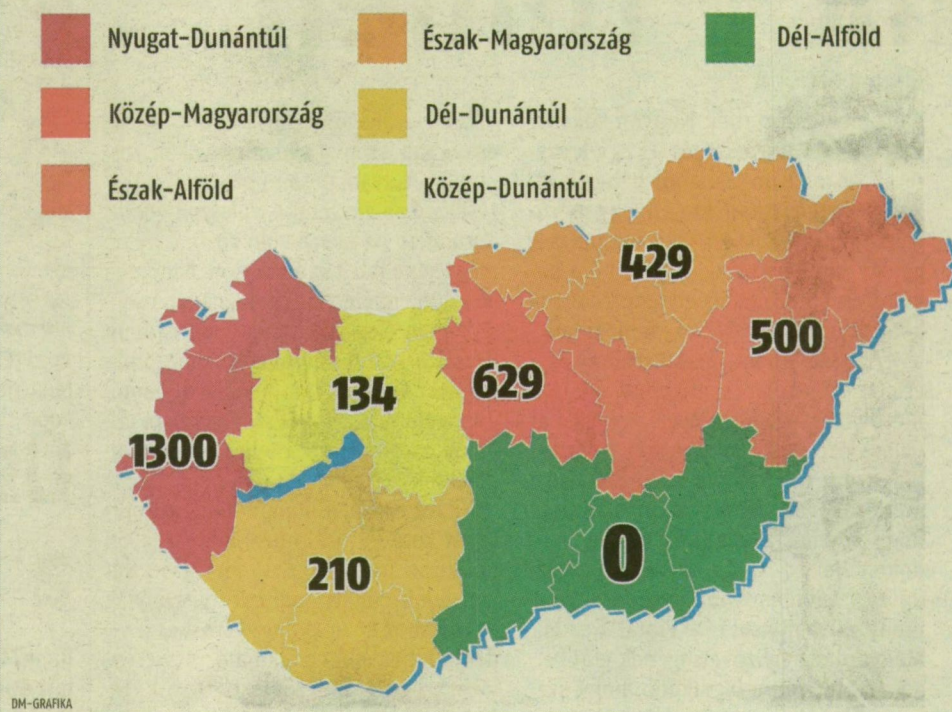 Nyugat-Dunántúl
Észak-Magyarország
Dél-Alföld
Közép-Magyarország
Dél-Dunántúl
Észak-Alföld
Közép-Dunántúl
429
500
629
134
1300
210
0
DM-GRAFIKA